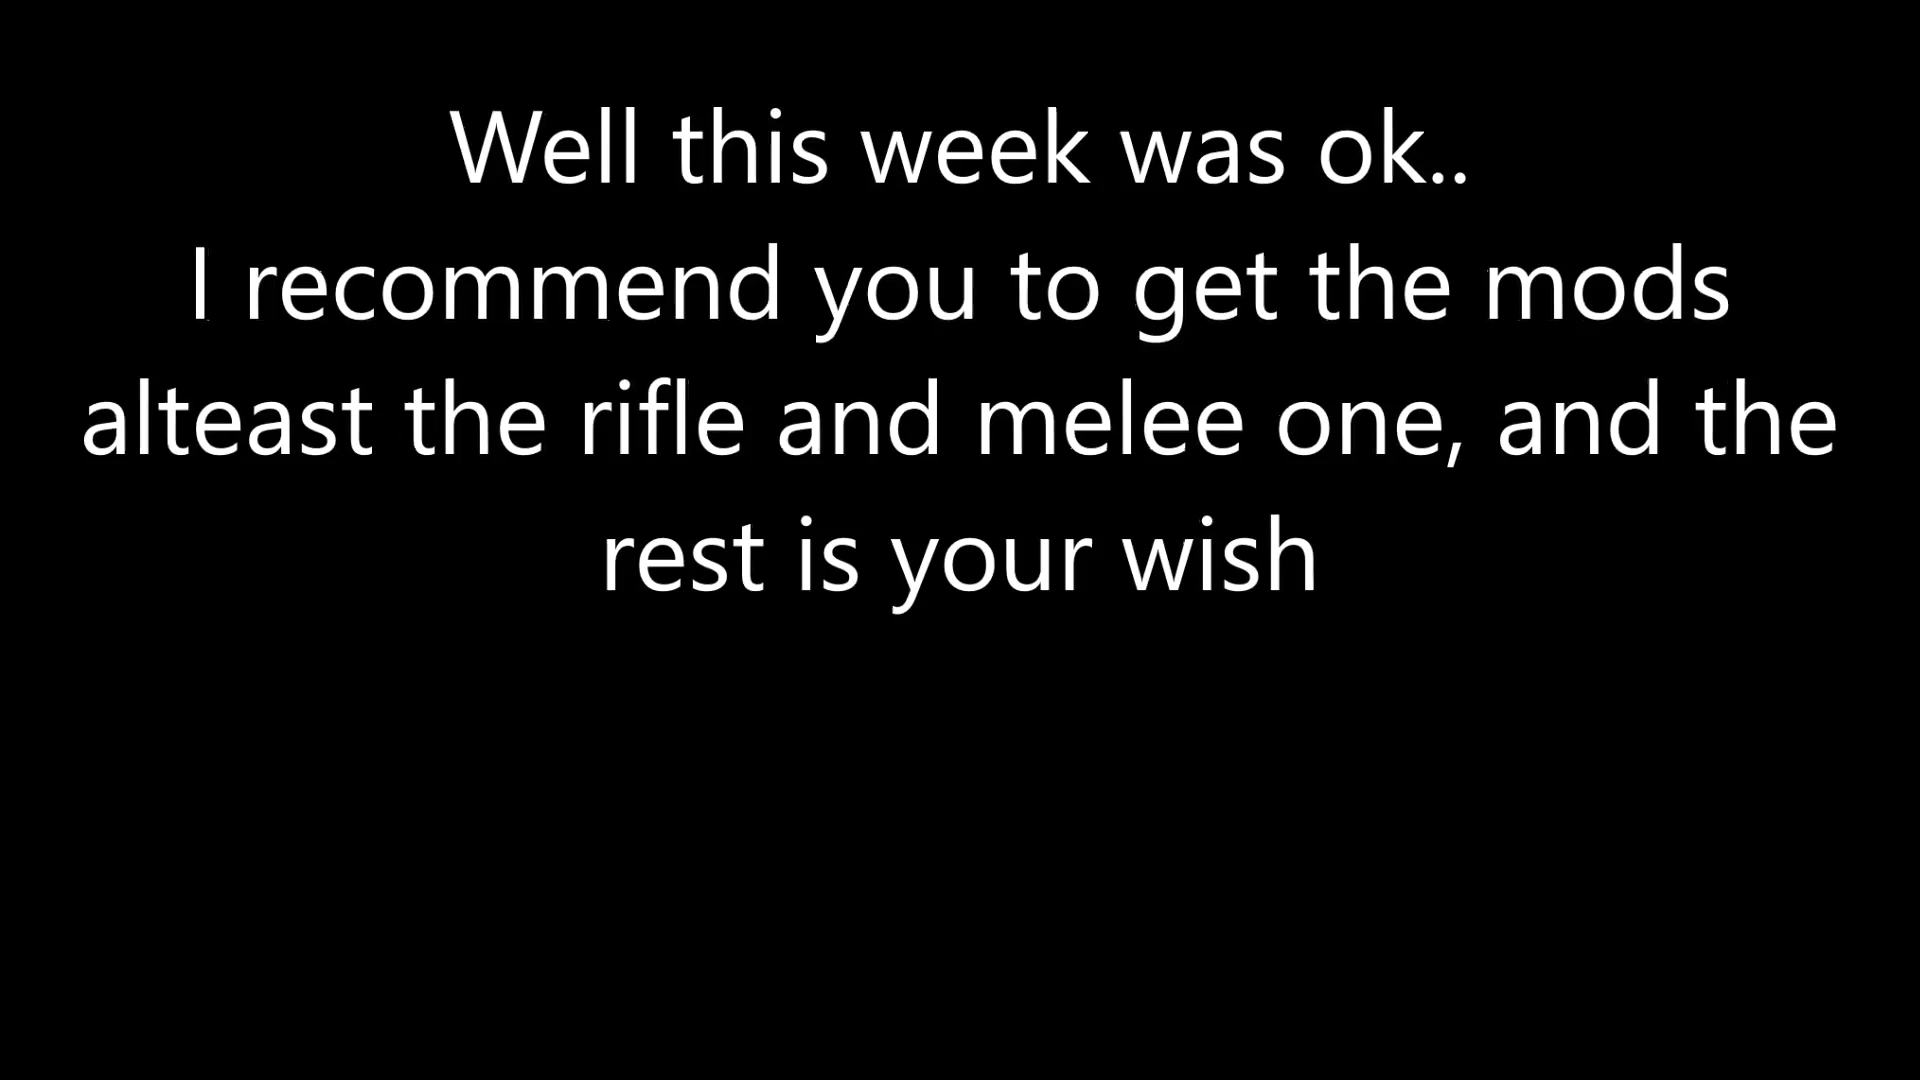 Well this week was ok..
I recommend you to get the mods
alteast the rifle and melee one, and the
rest is your wish